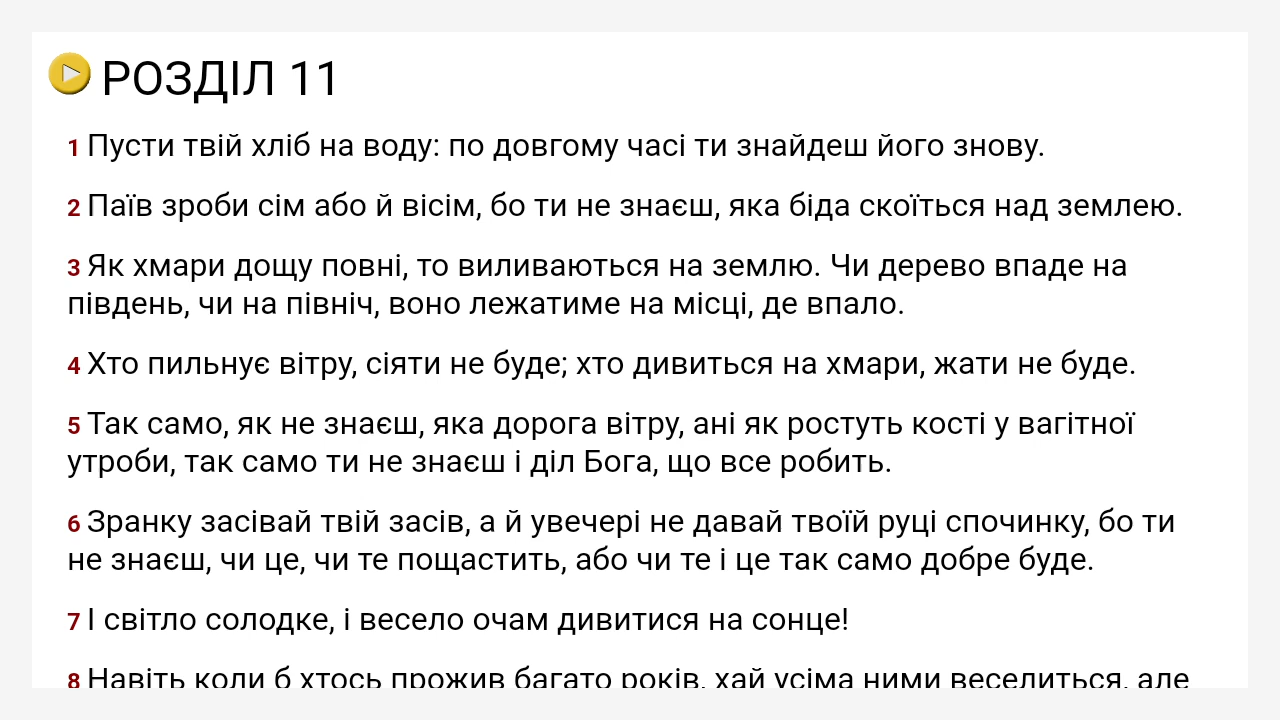 РОЗДІЛ 11
1 Пусти твій хліб на воду: по довгому часі ти знайдеш його знову.
2 Паїв зроби сім або й вісім, бо ти не знаєш, яка біда скоїться над землею.
3 Як хмари дощу повні, то виливаються на землю. Чи дерево впаде на
південь, чи на північ, воно лежатиме на місці, де впало.
4 Хто пильнує вітру, сіяти не буде; хто дивиться на хмари, жати не буде.
5 Так само, як не знаєш, яка дорога вітру, ані як ростуть кості у вагітної
утроби, так само ти не знаєш і діл Бога, що все робить.
6 Зранку засівай твій засів, а й увечері не давай твоїй руці спочинку, бо ти
не знаєш, чи це, чи те пощастить, або чи те і це так само добре буде.
7 І світло солодке, і весело очам дивитися на сонце!
8 Навіть коли б хтось прожив багато років, хай усіма ними веселиться, але